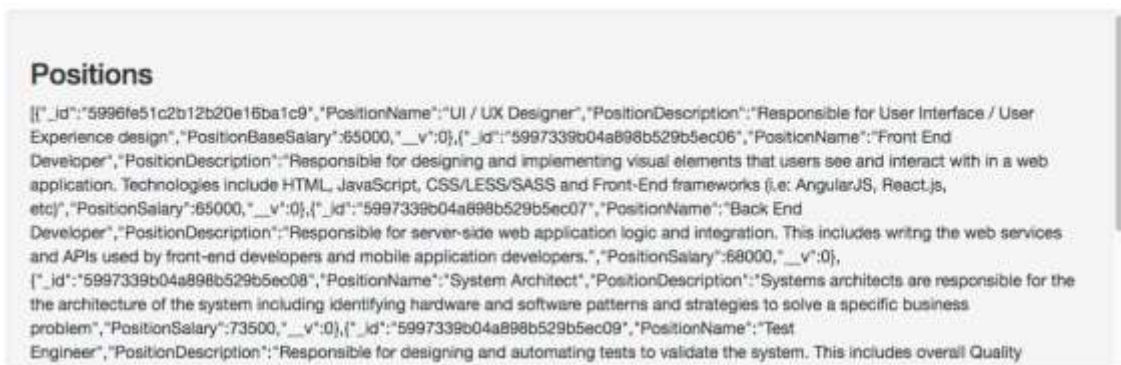 Positions
[{"_id":"5996fe51c2b12b20e16ba1c9","PositionName":"UI / UX Designer","PositionDescription":"Responsible for User Interface / User
Experience design","PositionBaseSalary":65000,"__v":0},{"_id":"5997339b04a898b529b5ec06","PositionName":"Front End
Developer","PositionDescription":"Responsible for designing and implementing visual elements that users see and interact with in a web
application. Technologies include HTML, JavaScript, CSS/LESS/SASS and Front-End frameworks (i.e: AngularJS, React.js,
etc)","PositionSalary":65000,"__v":0},{"_id":"5997339b04a898b529b5ec07","PositionName":"Back End
Developer","PositionDescription":"Responsible for server-side web application logic and integration. This includes writng the web services
and APIs used by front-end developers and mobile application developers.","PositionSalary":68000,"__v":0},
{"_id":"5997339b04a898b529b5ec08","PositionName":"System Architect","PositionDescription":"Systems architects are responsible for the
the architecture of the system including identifying hardware and software patterns and strategies to solve a specific business
problem","PositionSalary":73500,"__v":0},{"_id":"5997339b04a898b529b5ec09","PositionName":"Test
Engineer","PositionDescription":"Responsible for designing and automating tests to validate the system. This includes overall Quality